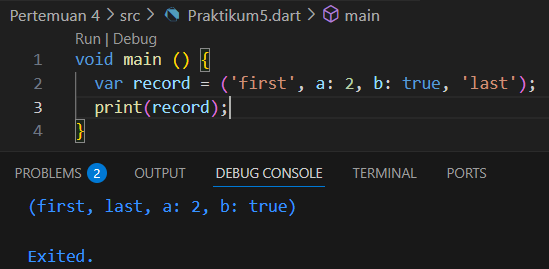 Pertemuan 4 > src > Praktikum5.dart > main
Run | Debug
1 void main () {
2 var record = ('first', a: 2, b: true, 'last');
3 print(record);
4 }
PROBLEMS 2 OUTPUT DEBUG CONSOLE TERMINAL PORTS
(first, last, a: 2, b: true)
Exited.